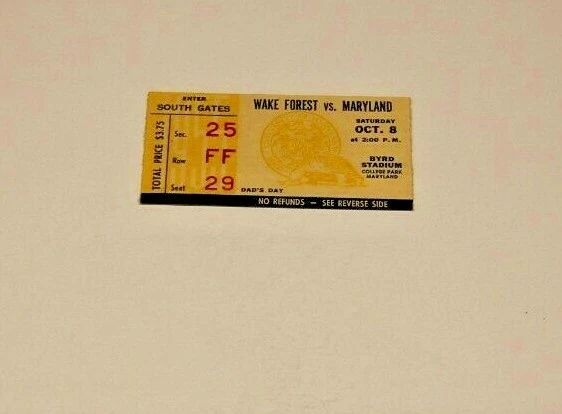 ENTER
SOUTH GATES
TOTAL PRICE $3.75
Sec. 25
Row FF
Seat 29
WAKE FOREST vs. MARYLAND
SATURDAY
OCT. 8
at 2:00 P.M.
BYRD
STADIUM
COLLEGE PARK
MARYLAND
DAD'S DAY
NO REFUNDS — SEE REVERSE SIDE